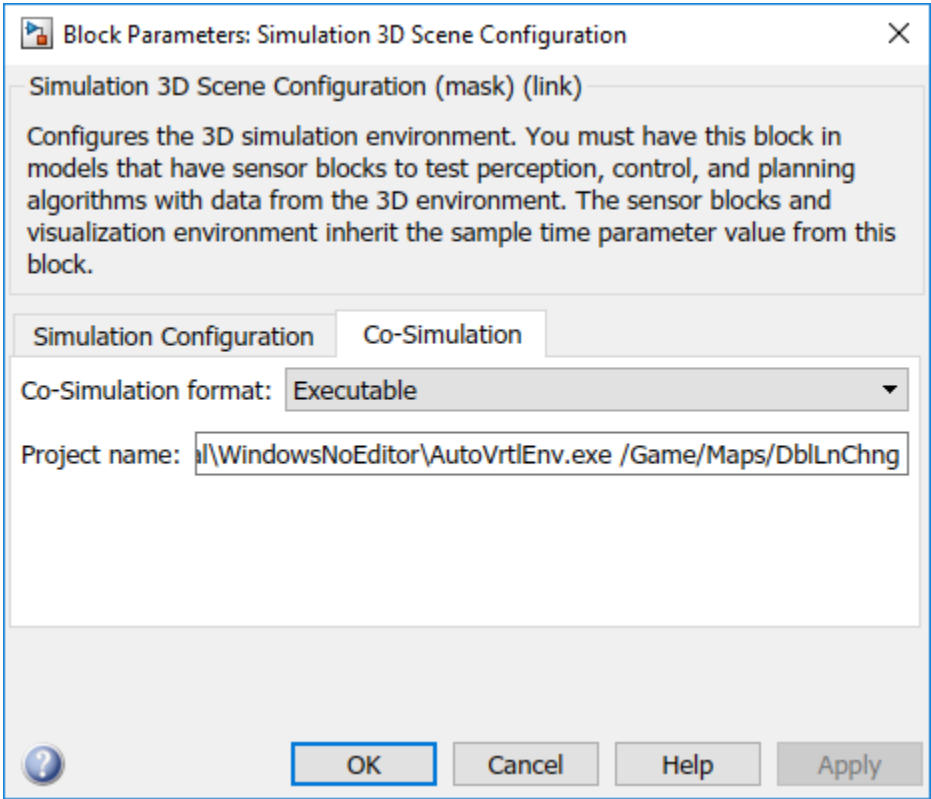 Block Parameters: Simulation 3D Scene Configuration
Simulation 3D Scene Configuration (mask) (link)
Configures the 3D simulation environment. You must have this block in
models that have sensor blocks to test perception, control, and planning
algorithms with data from the 3D environment. The sensor blocks and
visualization environment inherit the sample time parameter value from this
block.
Simulation Configuration Co-Simulation
Co-Simulation format: Executable
Project name: al\WindowsNoEditor\AutoVrtlEnv.exe /Game/Maps/DblLnChng
? OK Cancel Help Apply